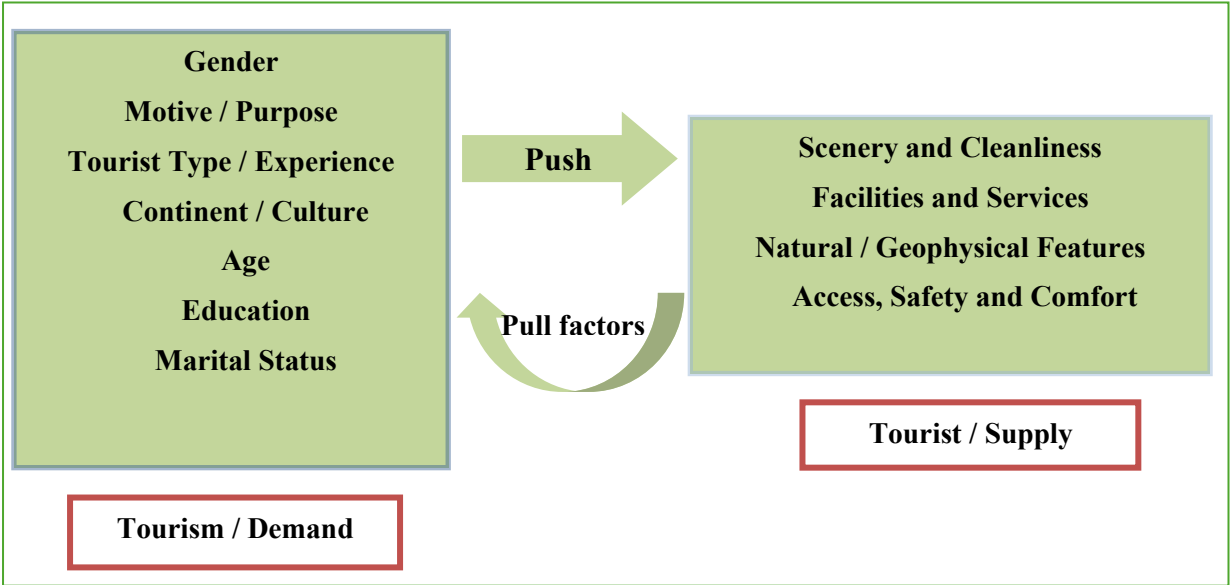 Gender
Motive / Purpose
Tourist Type / Experience
Continent / Culture
Age
Education
Marital Status
Push
Pull factors
Scenery and Cleanliness
Facilities and Services
Natural / Geophysical Features
Access, Safety and Comfort
Tourist / Supply
Tourism / Demand